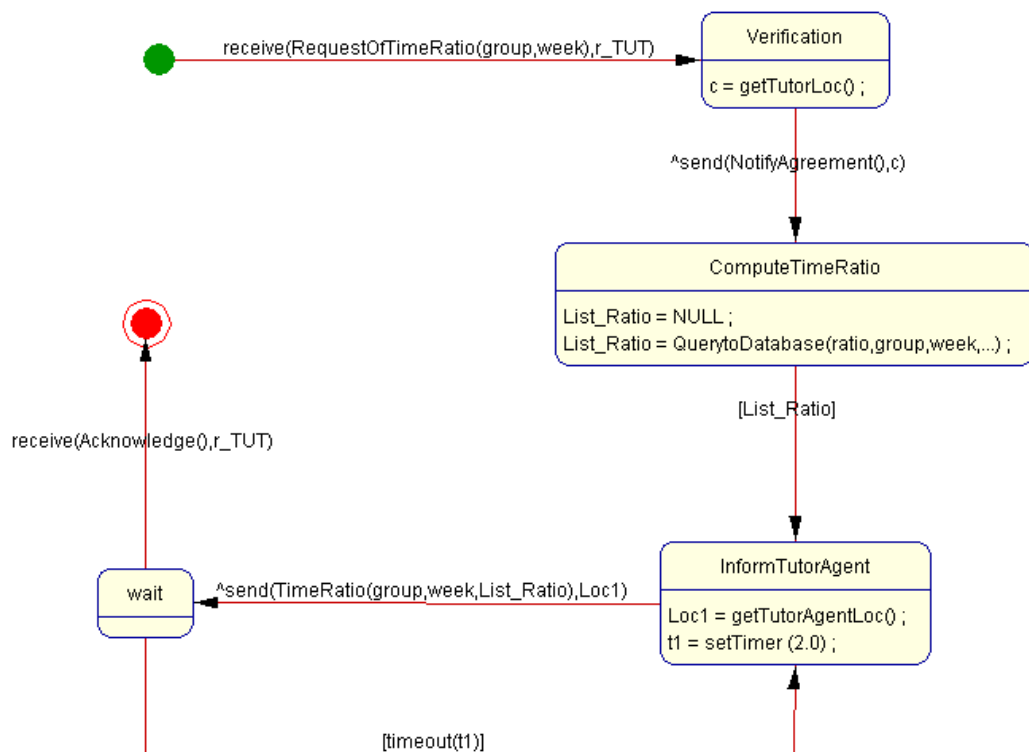 receive(RequestOfTimeRatio(group,week),r_TUT)
Verification
c = getTutorLoc() ;
^send(NotifyAgreement(),c)
ComputeTimeRatio
List_Ratio = NULL ;
List_Ratio = QuerytoDatabase(ratio,group,week,...) ;
[List_Ratio]
receive(Acknowledge(),r_TUT)
InformTutorAgent
Loc1 = getTutorAgentLoc() ;
t1 = setTimer (2.0) ;
^send(TimeRatio(group,week,List_Ratio),Loc1)
wait
[timeout(t1)]